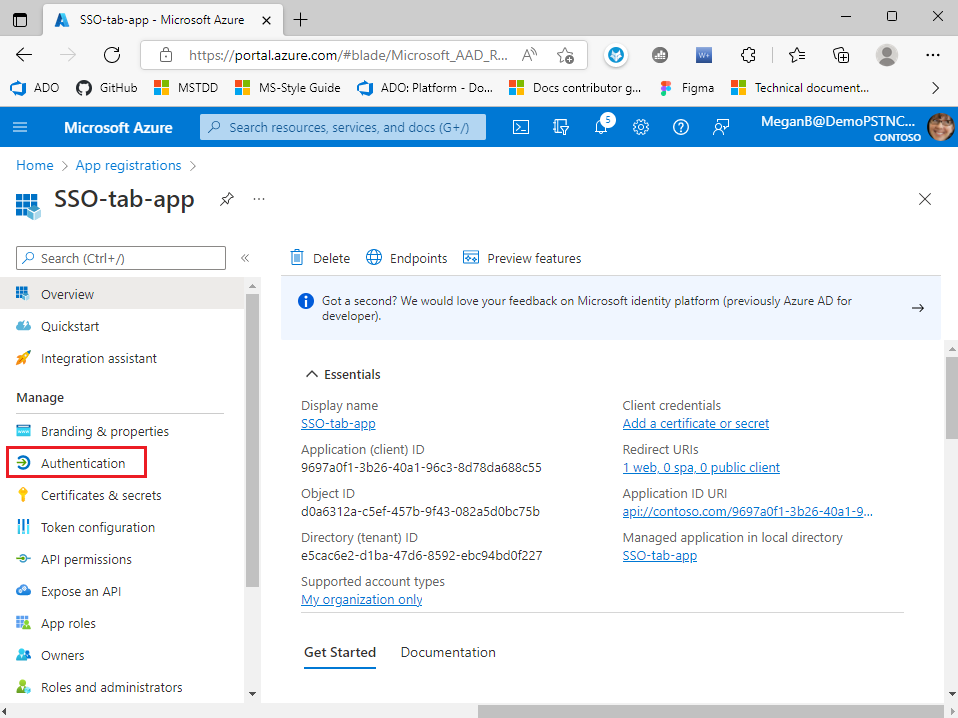 SSO-tab-app - Microsoft Azure
https://portal.azure.com/#blade/Microsoft_AAD_R...
ADO
GitHub
MSTDD
MS-Style Guide
ADO: Platform - Do...
Docs contributor g...
Figma
Technical document...
Microsoft Azure
Search resources, services, and docs (G+/)
5
MeganB@DemoPSTNC...
CONTOSO
Home > App registrations >
SSO-tab-app
Search (Ctrl+/)
Overview
Quickstart
Integration assistant
Manage
Branding & properties
Authentication
Certificates & secrets
Token configuration
API permissions
Expose an API
App roles
Owners
Roles and administrators
Delete
Endpoints
Preview features
Got a second? We would love your feedback on Microsoft identity platform (previously Azure AD for
developer).
Essentials
Display name
SSO-tab-app
Application (client) ID
9697a0f1-3b26-40a1-96c3-8d78da688c55
Object ID
d0a6312a-c5ef-457b-9f43-082a5d0bc75b
Directory (tenant) ID
e5cac6e2-d1ba-47d6-8592-ebc94bd0f227
Supported account types
My organization only
Client credentials
Add a certificate or secret
Redirect URIs
1 web, 0 spa, 0 public client
Application ID URI
api://contoso.com/9697a0f1-3b26-40a1-9...
Managed application in local directory
SSO-tab-app
Get Started
Documentation